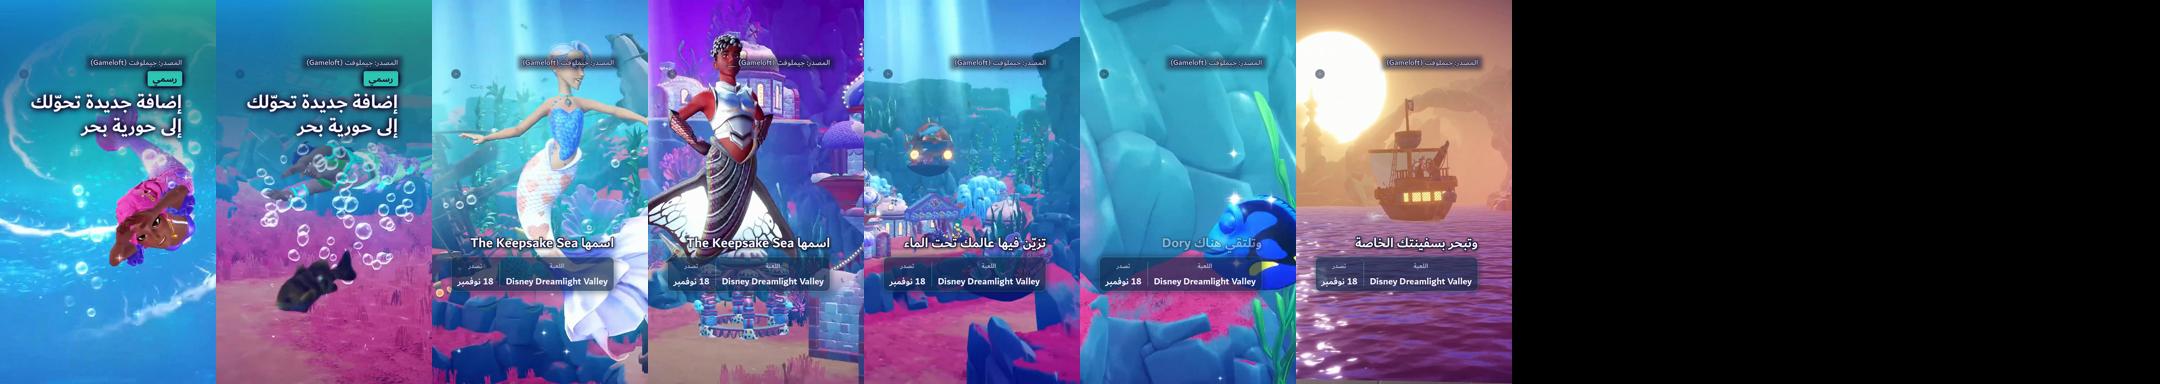 المصدر: جيملوفت (Gameloft)
رسمي
إضافة جديدة تحوّلك
إلى حورية بحر
المصدر: جيملوفت (Gameloft)
رسمي
إضافة جديدة تحوّلك
إلى حورية بحر
المصدر: جيملوفت (Gameloft)
اسمها The Keepsake Sea
اللعبة
تصدر
Disney Dreamlight Valley
18 نوفمبر
المصدر: جيملوفت (Gameloft)
اسمها The Keepsake Sea
اللعبة
تصدر
Disney Dreamlight Valley
18 نوفمبر
المصدر: جيملوفت (Gameloft)
تزيّن فيها عالمك تحت الماء
اللعبة
تصدر
Disney Dreamlight Valley
18 نوفمبر
المصدر: جيملوفت (Gameloft)
وتلتقي هناك Dory
اللعبة
تصدر
Disney Dreamlight Valley
18 نوفمبر
المصدر: جيملوفت (Gameloft)
وتبحر بسفينتك الخاصة
اللعبة
تصدر
Disney Dreamlight Valley
18 نوفمبر